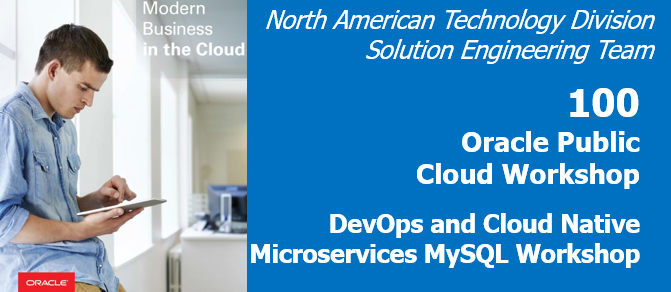 Modern
Business
in the Cloud
ORACLE
North American Technology Division
Solution Engineering Team
100
Oracle Public
Cloud Workshop
DevOps and Cloud Native
Microservices MySQL Workshop